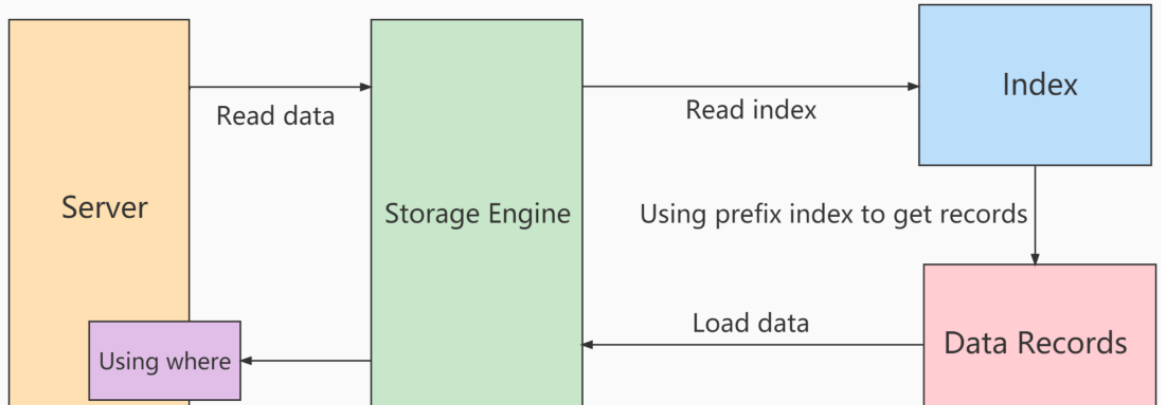 Index
Read data
Read index
Server
Storage Engine
Using prefix index to get records
Load data
Data Records
Using where